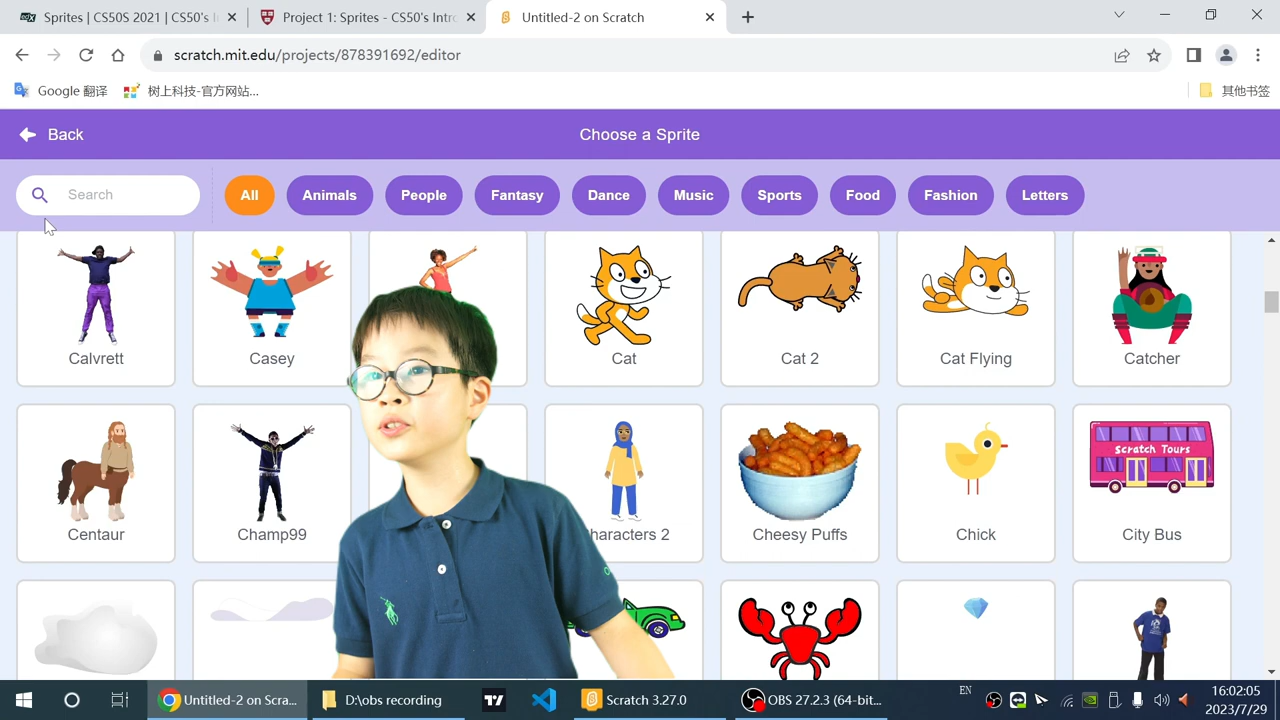 Sprites | CS50S 2021 | CS50's I
Project 1: Sprites - CS50's Intro
Untitled-2 on Scratch
scratch.mit.edu/projects/878391692/editor
Google 翻译
树上科技-官方网站...
其他书签
Back
Choose a Sprite
Search
All
Animals
People
Fantasy
Dance
Music
Sports
Food
Fashion
Letters
Calvrett
Casey
Cat
Cat 2
Cat Flying
Catcher
Scratch Tours
Centaur
Champ99
haracters 2
Cheesy Puffs
Chick
City Bus
Untitled-2 on Scra...
D:\obs recording
Scratch 3.27.0
OBS 27.2.3 (64-bit...
EN
16:02:05
2023/7/29